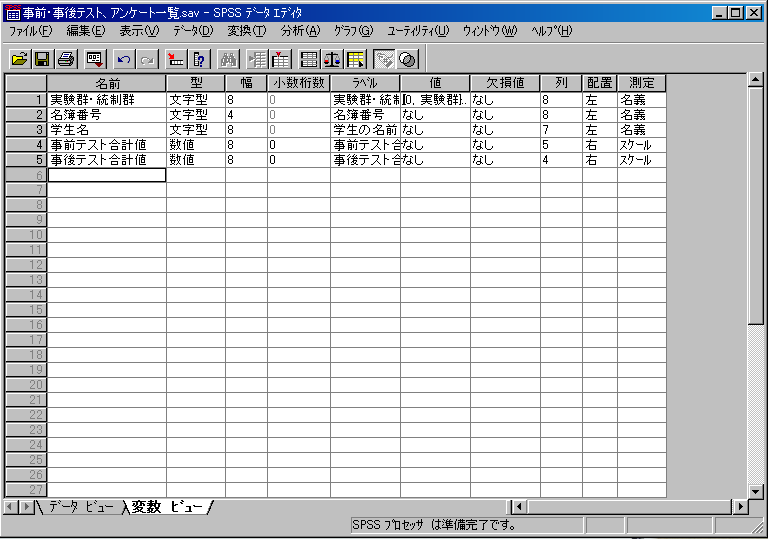 事前・事後テスト、アンケート一覧.sav - SPSS データ エディタ
ファイル(F) 編集(E) 表示(V) データ(D) 変換(T) 分析(A) グラフ(G) ユーティリティ(U) ウィンドウ(W) ヘルプ(H)
名前 型 幅 小数桁数 ラベル 値 欠損値 列 配置 測定
1 実験群・統制群 文字型 8 0 実験群・統制 {0, 実験群}... なし 8 左 名義
2 名簿番号 文字型 4 0 名簿番号 なし なし 8 左 名義
3 学生名 文字型 8 0 学生の名前 なし なし 7 左 名義
4 事前テスト合計値 数値 8 0 事前テスト合 なし なし 5 右 スケール
5 事後テスト合計値 数値 8 0 事後テスト合 なし なし 4 右 スケール
6
7
8
9
10
11
12
13
14
15
16
17
18
19
20
21
22
23
24
25
26
27
データ ビュー 変数 ビュー
SPSS プロセッサ は準備完了です。